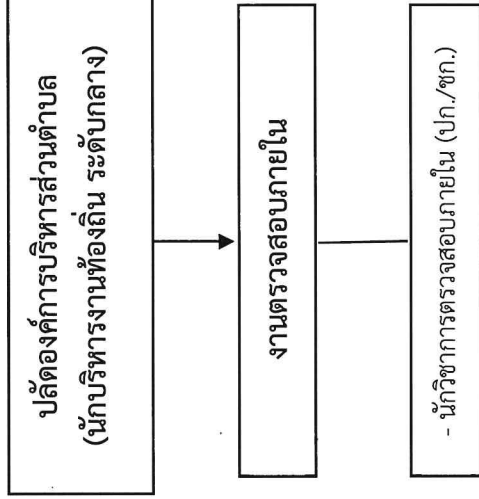 ปลัดองค์การบริหารส่วนตำบล
(นักบริหารงานท้องถิ่น ระดับกลาง)
งานตรวจสอบภายใน
- นักวิชาการตรวจสอบภายใน (ปก./ชก.)